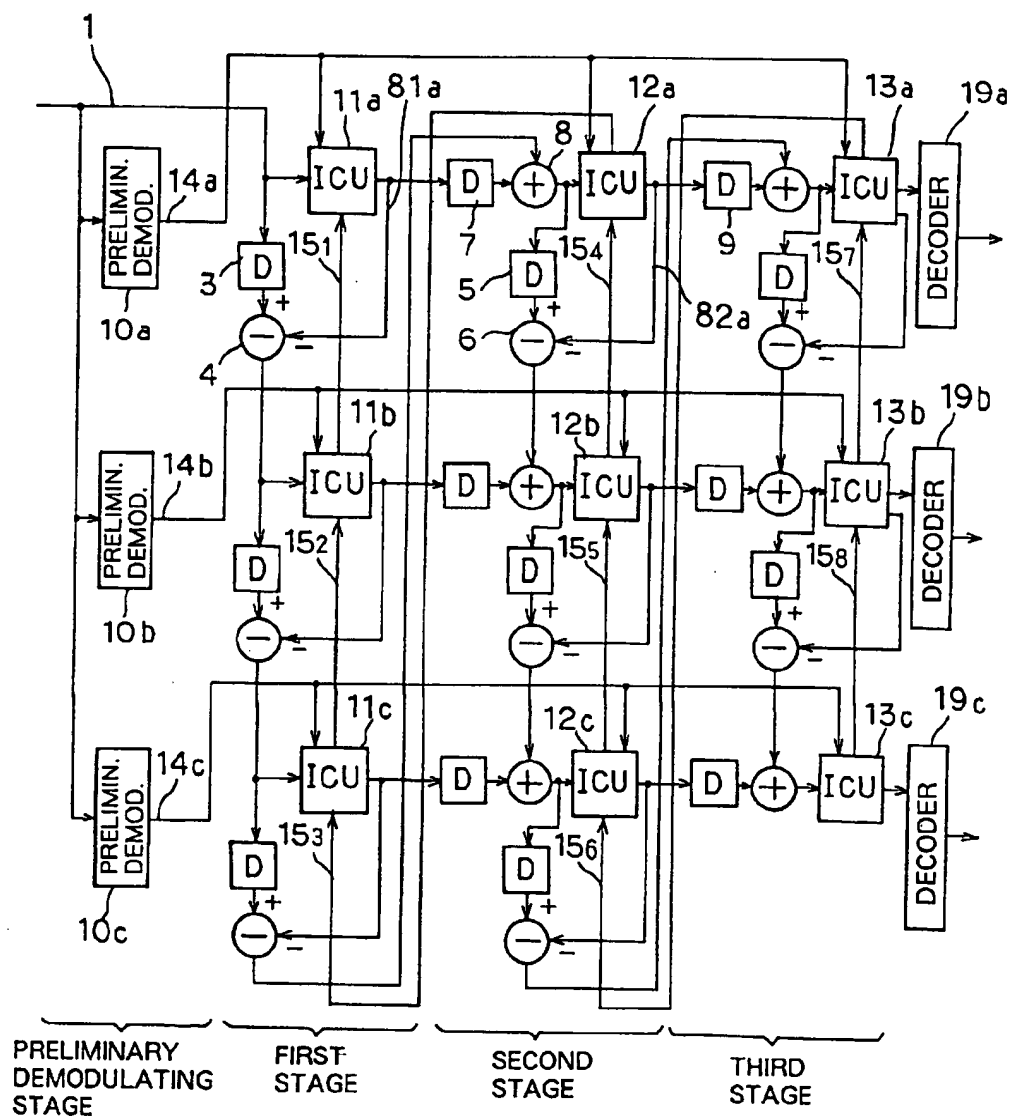 1
11a
81a
12a
13a
19a
PRELIMIN.
DEMOD.
14a
ICU
D
8
+
ICU
D
+
ICU
DECODER
7
9
3
D
15₁
5
D
15₄
D
15₇
10a
+
−
−
4
+
−
−
6
82a
+
−
−
11b
12b
13b
19b
PRELIMIN.
DEMOD.
14b
ICU
D
+
ICU
D
+
ICU
DECODER
15₂
15₅
15₈
D
D
D
10b
+
−
−
+
−
−
+
−
−
11c
12c
13c
19c
PRELIMIN.
DEMOD.
14c
ICU
D
+
ICU
D
+
ICU
DECODER
15₃
15₆
D
D
10c
+
−
−
+
−
−
PRELIMINARY
DEMODULATING
STAGE
FIRST
STAGE
SECOND
STAGE
THIRD
STAGE